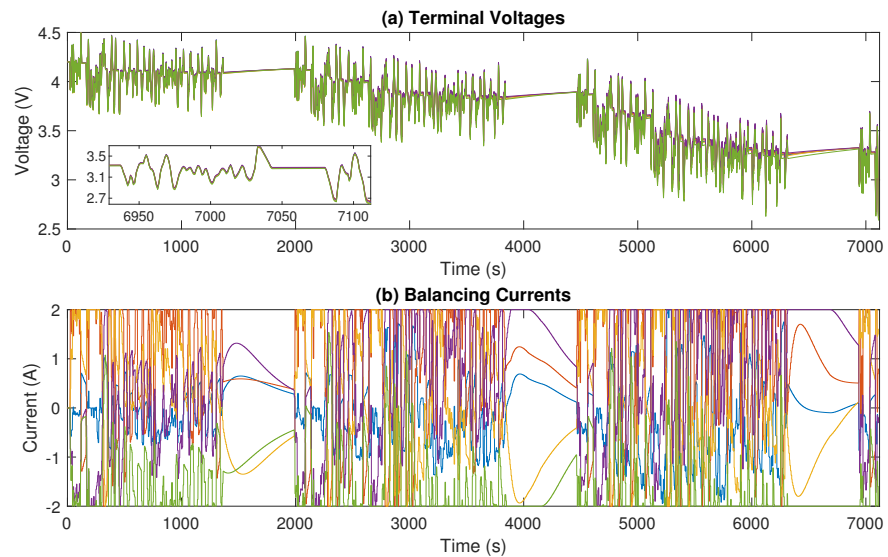 (a) Terminal Voltages
4.5
4
3.5
3
2.5
Voltage (V)
3.5
3.1
2.7
6950 7000 7050 7100
0 1000 2000 3000 4000 5000 6000 7000
Time (s)
(b) Balancing Currents
2
1
0
-1
-2
Current (A)
0 1000 2000 3000 4000 5000 6000 7000
Time (s)